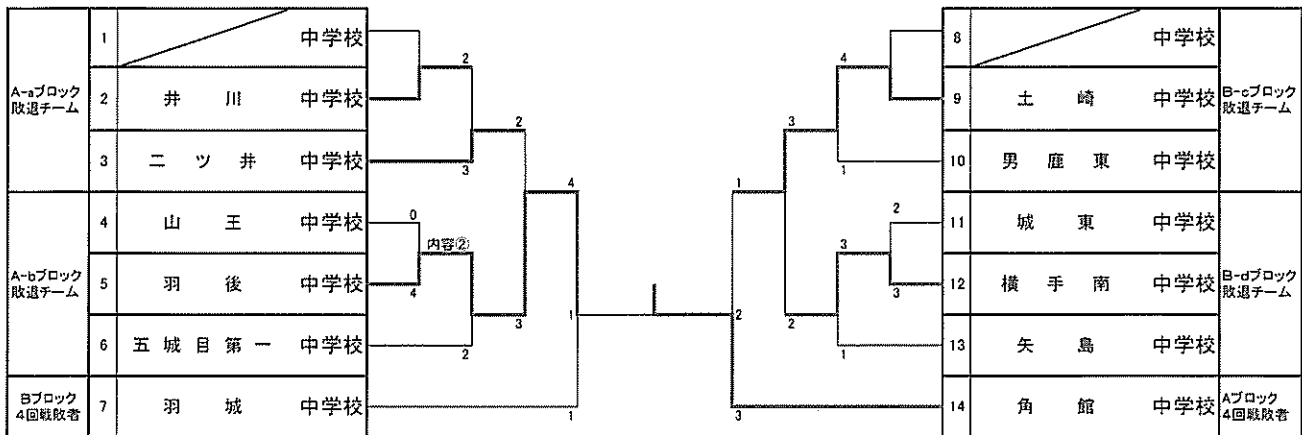 A-aブロック敗退チーム
1 中学校
2 井川 中学校
3 二ツ井 中学校
A-bブロック敗退チーム
4 山王 中学校
5 羽後 中学校
6 五城目第一 中学校
Bブロック4回戦敗者
7 羽城 中学校
2
3
2
0
内容②
4
3
2
4
1
1
4
1
3
2
3
3
1
2
1
2
3
8 中学校
9 土崎 中学校
10 男鹿東 中学校
B-cブロック敗退チーム
11 城東 中学校
12 横手南 中学校
13 矢島 中学校
B-dブロック敗退チーム
14 角館 中学校
Aブロック4回戦敗者